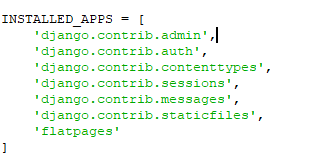 INSTALLED_APPS = [
    'django.contrib.admin',
    'django.contrib.auth',
    'django.contrib.contenttypes',
    'django.contrib.sessions',
    'django.contrib.messages',
    'django.contrib.staticfiles',
    'flatpages'
]